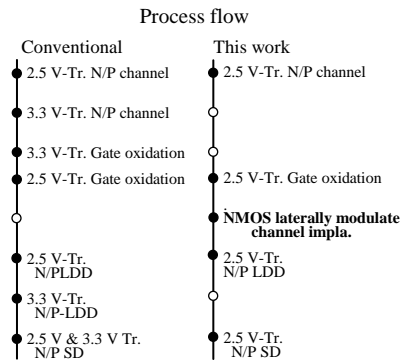 Process flow
Conventional
2.5 V-Tr. N/P channel
3.3 V-Tr. N/P channel
3.3 V-Tr. Gate oxidation
2.5 V-Tr. Gate oxidation
2.5 V-Tr.
N/PLDD
3.3 V-Tr.
N/P-LDD
2.5 V & 3.3 V Tr.
N/P SD
This work
2.5 V-Tr. N/P channel
2.5 V-Tr. Gate oxidation
NMOS laterally modulate
channel impla.
2.5 V-Tr.
N/P LDD
2.5 V-Tr.
N/P SD